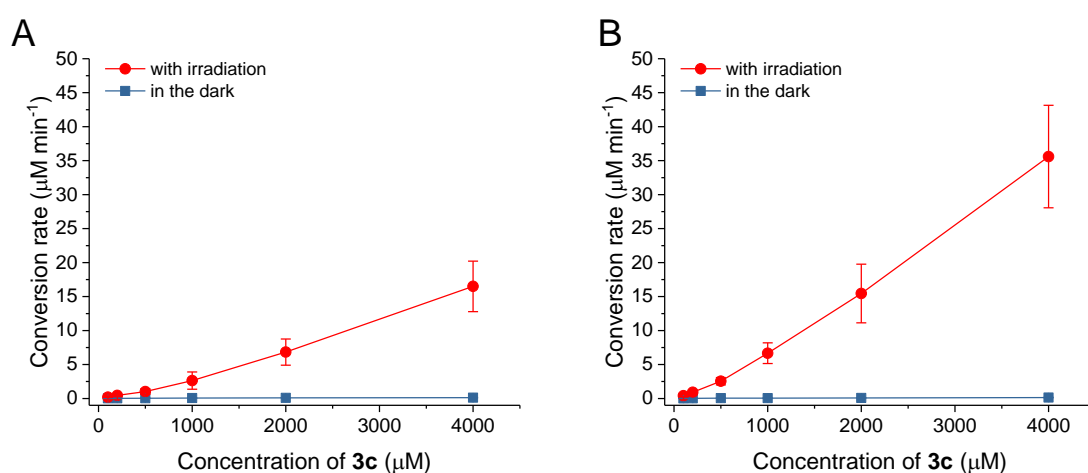 A
with irradiation
in the dark
Conversion rate (μM min⁻¹)
50
45
40
35
30
25
20
15
10
5
0
0 1000 2000 3000 4000
Concentration of 3c (μM)
B
with irradiation
in the dark
Conversion rate (μM min⁻¹)
50
45
40
35
30
25
20
15
10
5
0
0 1000 2000 3000 4000
Concentration of 3c (μM)